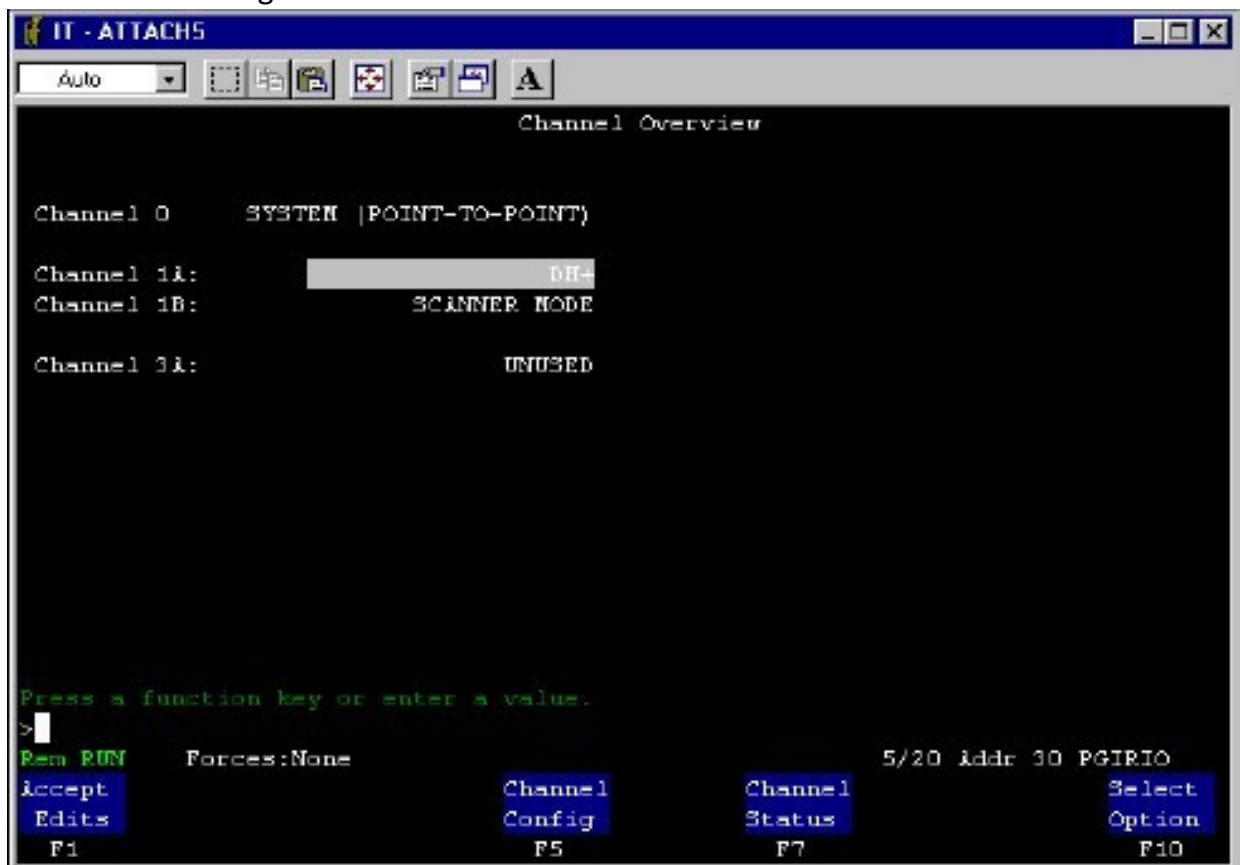 IT - ATTACH5
Auto
A
Channel Overview
Channel 0 SYSTEM (POINT-TO-POINT)
Channel 1A: DH+
Channel 1B: SCANNER MODE
Channel 3A: UNUSED
Press a function key or enter a value.
>
Rem RUN Forces:None 5/20 Addr 30 PGIRIO
Accept Channel Channel Select
Edits Config Status Option
F1 F5 F7 F10